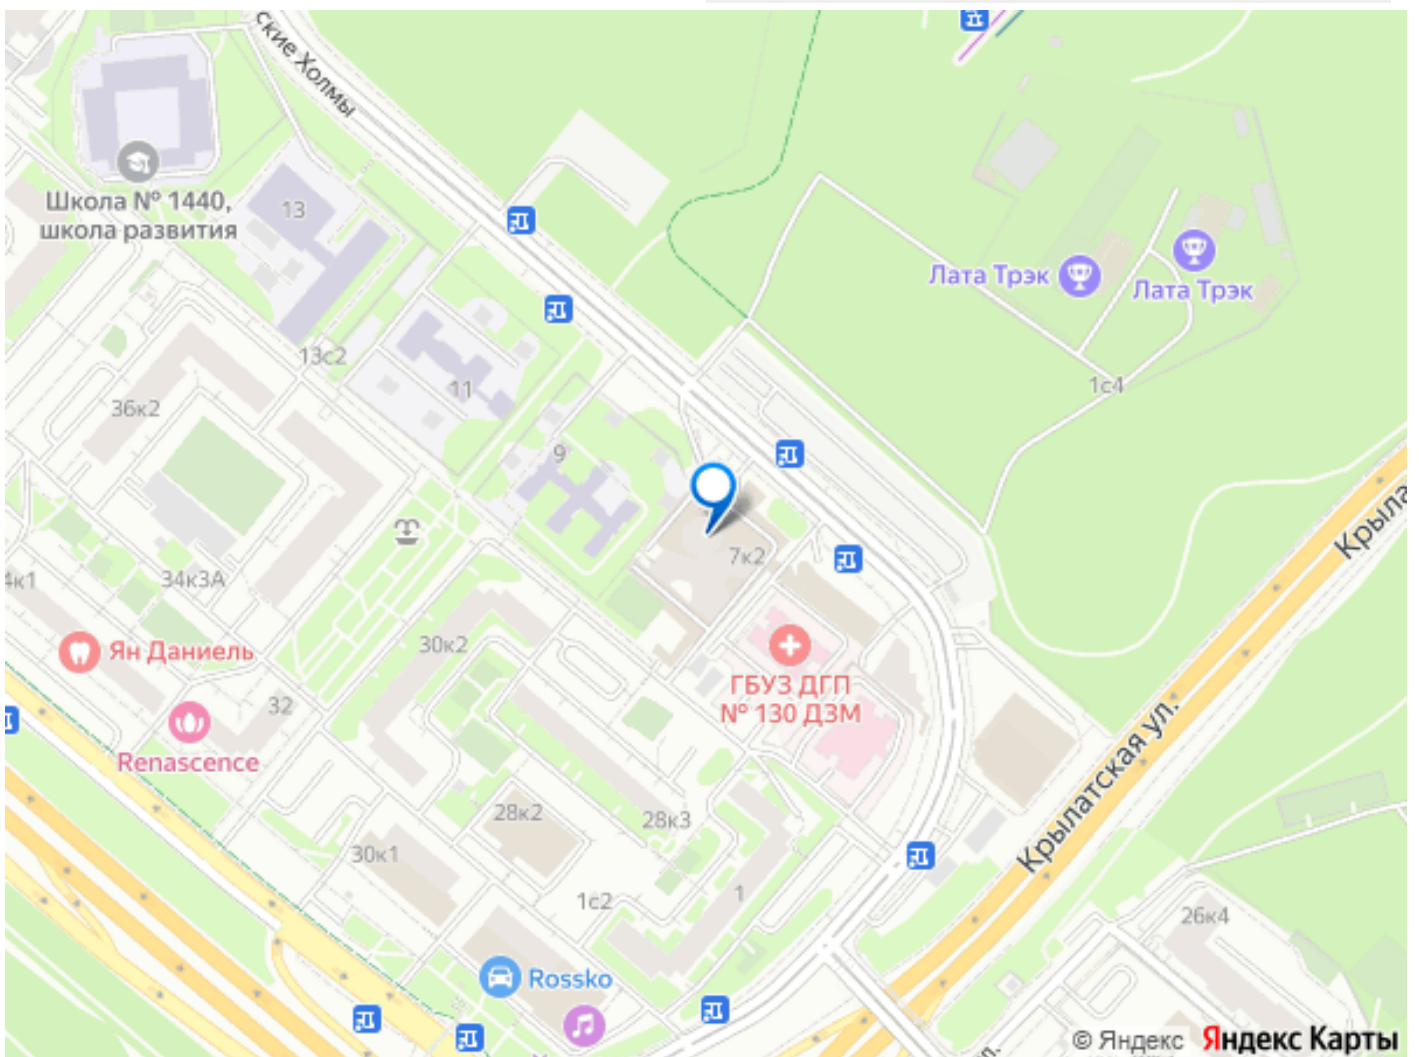 ские Холмы
Школа № 1440,
школа развития
13
13с2
11
36к2
9
Лата Трэк
Лата Трэк
1с4
Крыла
7к2
4к1
34к3А
Ян Даниель
30к2
ГБУЗ ДГП
№ 130 ДЗМ
32
Renascence
Крылатская ул.
28к2
28к3
30к1
1с2
1
26к4
Rossko
© Яндекс Яндекс Карты